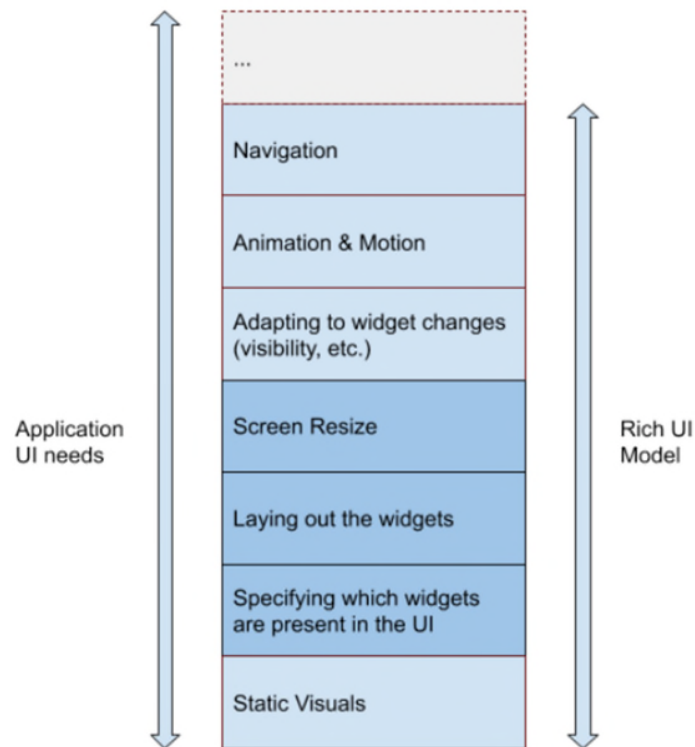 ...
Navigation
Animation & Motion
Adapting to widget changes
(visibility, etc.)
Application
UI needs
Screen Resize
Rich UI
Model
Laying out the widgets
Specifying which widgets
are present in the UI
Static Visuals